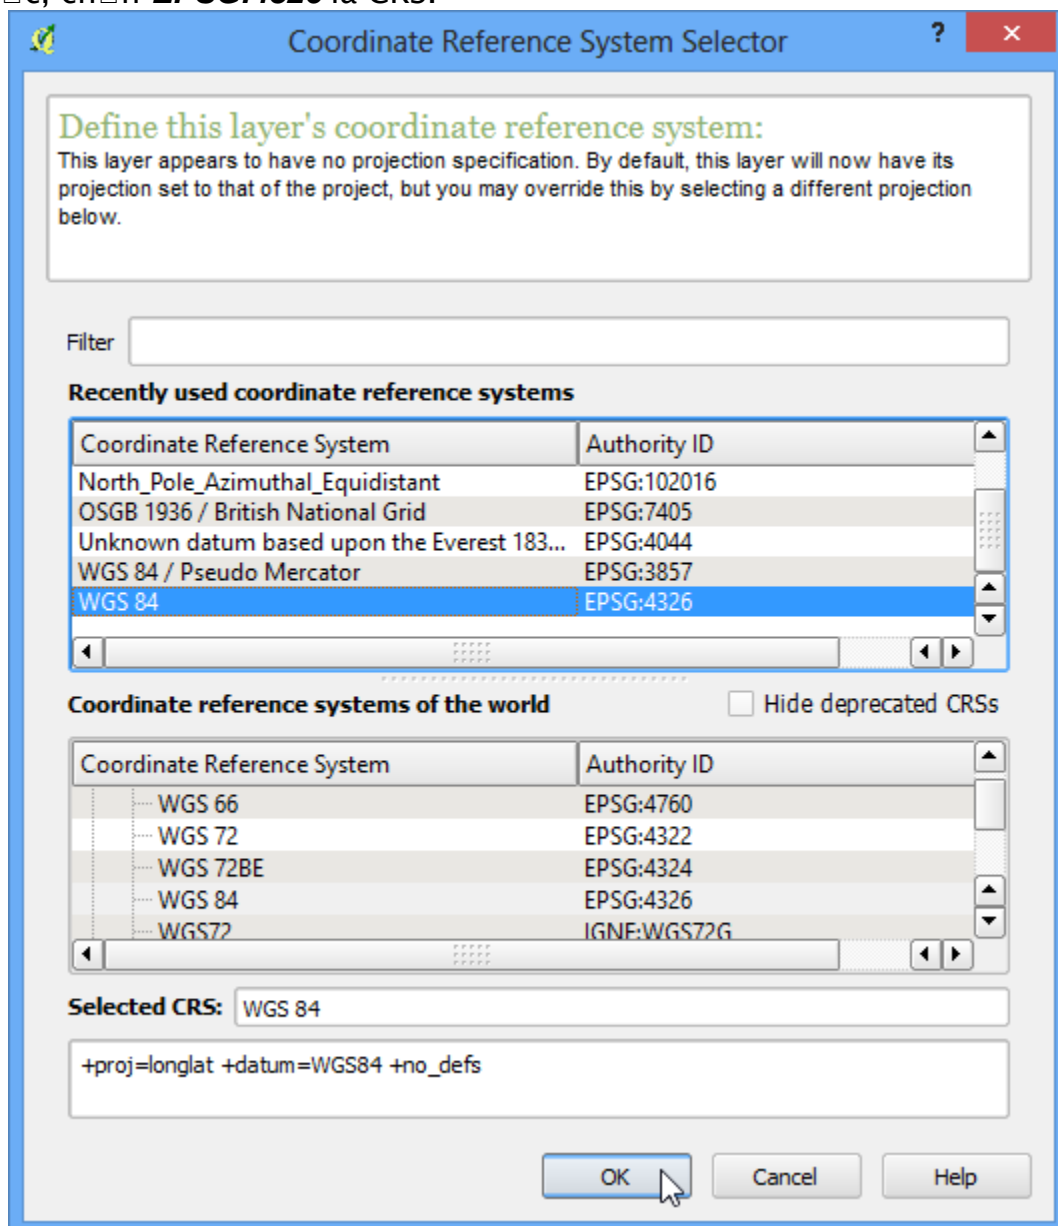 là CRS.
Coordinate Reference System Selector
?
Define this layer's coordinate reference system:
This layer appears to have no projection specification. By default, this layer will now have its
projection set to that of the project, but you may override this by selecting a different projection
below.
Filter
Recently used coordinate reference systems
Coordinate Reference System Authority ID
North_Pole_Azimuthal_Equidistant EPSG:102016
OSGB 1936 / British National Grid EPSG:7405
Unknown datum based upon the Everest 183... EPSG:4044
WGS 84 / Pseudo Mercator EPSG:3857
WGS 84 EPSG:4326
Coordinate reference systems of the world Hide deprecated CRSs
Coordinate Reference System Authority ID
WGS 66 EPSG:4760
WGS 72 EPSG:4322
WGS 72BE EPSG:4324
WGS 84 EPSG:4326
WGS72 IGNF:WGS72G
Selected CRS: WGS 84
+proj=longlat +datum=WGS84 +no_defs
OK Cancel Help